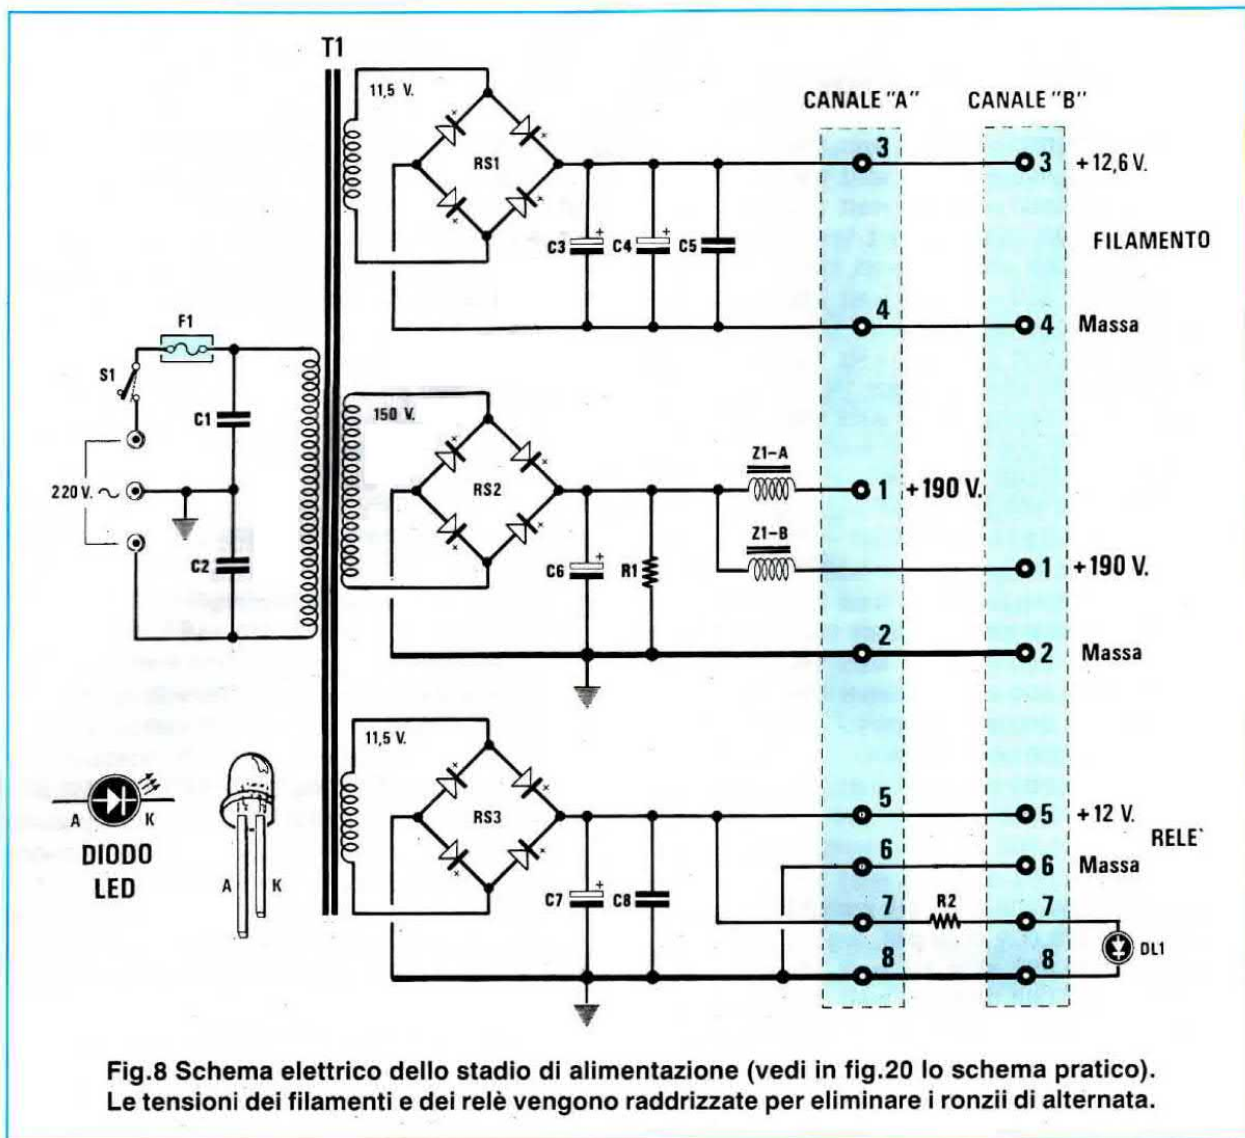 T1
11,5 V.
RS1
C3 + C4 + C5
CANALE "A" CANALE "B"
3 3 +12,6 V.
FILAMENTO
4 4 Massa
F1
S1
C1
220 V. ~
C2
150 V.
RS2
C6 + R1
Z1-A
1 +190 V.
Z1-B
1 +190 V.
2 2 Massa
11,5 V.
RS3
C7 + C8
5 5 +12 V.
RELE'
6 6 Massa
7 R2 7
DL1
8 8
A K
DIODO
LED
A K
Fig.8 Schema elettrico dello stadio di alimentazione (vedi in fig.20 lo schema pratico).
Le tensioni dei filamenti e dei relè vengono raddrizzate per eliminare i ronzii di alternata.